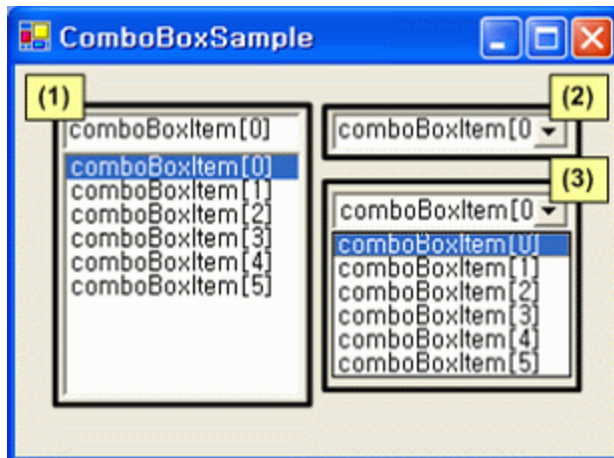 ComboBoxSample
(1)
comboBoxItem[0]
comboBoxItem[0]
comboBoxItem[1]
comboBoxItem[2]
comboBoxItem[3]
comboBoxItem[4]
comboBoxItem[5]
(2)
comboBoxItem[0
(3)
comboBoxItem[0
comboBoxItem[0]
comboBoxItem[1]
comboBoxItem[2]
comboBoxItem[3]
comboBoxItem[4]
comboBoxItem[5]